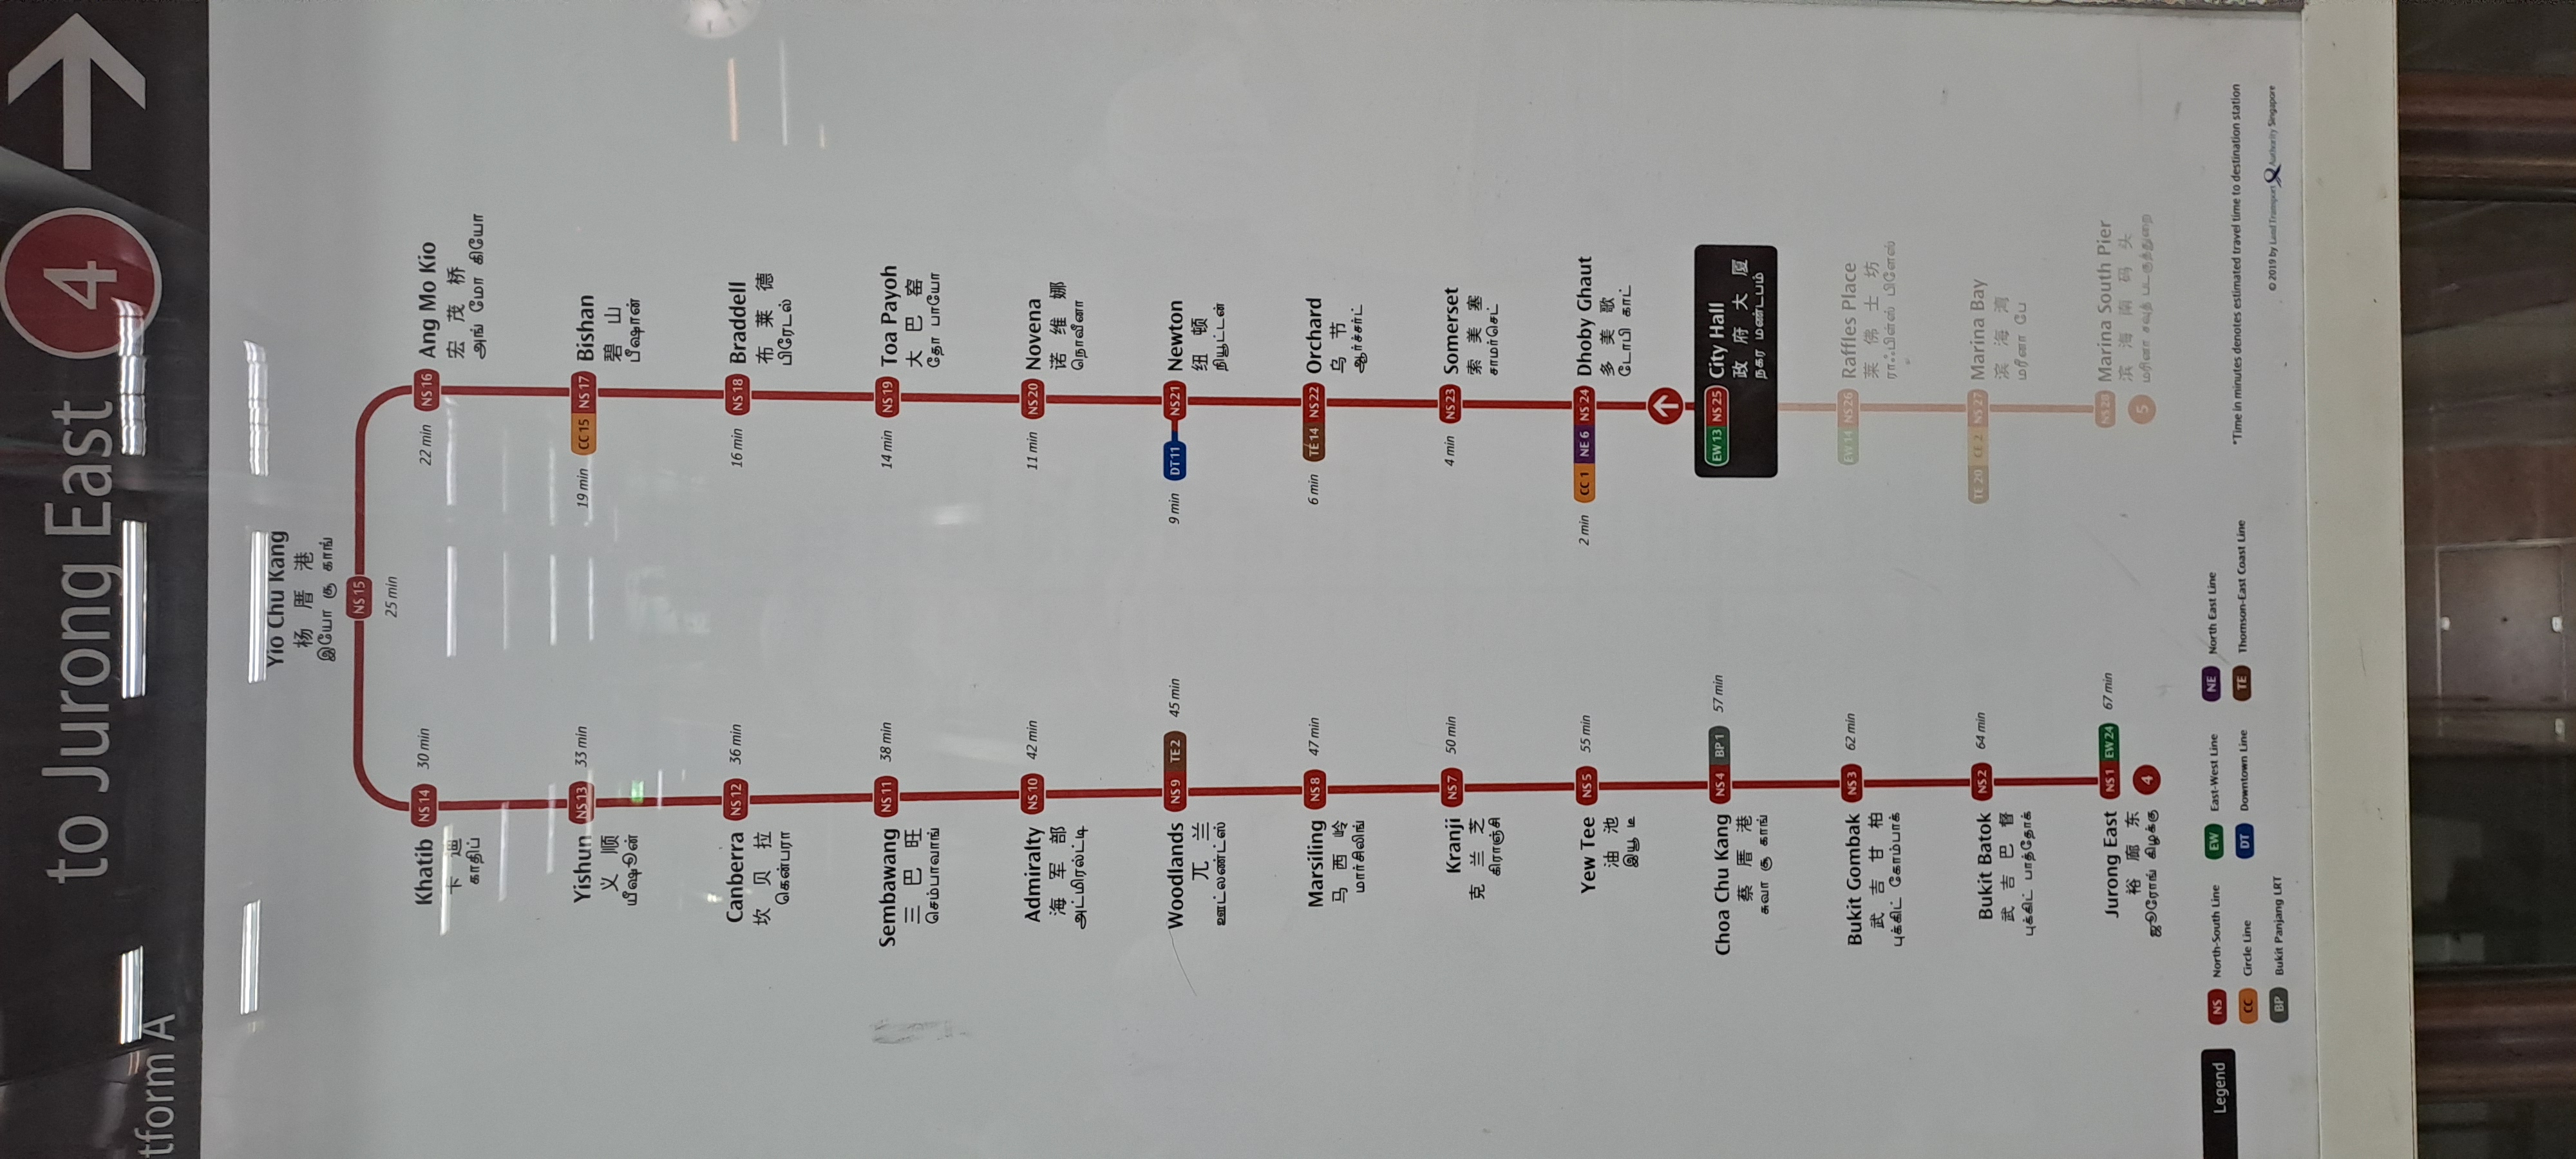 to Jurong East 4
tform A
Yio Chu Kang
杨 厝 港
இயோ சூ காங்
NS 15
25 min
Khatib NS 14 30 min
卡 迪
காதிப்
Yishun NS 13 33 min
义 顺
யீஷூன்
Canberra NS 12 36 min
坎 贝 拉
கென்பரா
Sembawang NS 11 38 min
三 巴 旺
செம்பாவாங்
Admiralty NS 10 42 min
海 军 部
அட்மிரல்ட்டி
Woodlands NS 9 TE 2 45 min
兀 兰
ஊட்லண்ட்ஸ்
Marsiling NS 8 47 min
马 西 岭
மார்சிலிங்
Kranji NS 7 50 min
克 兰 芝
கிராஞ்சி
Yew Tee NS 5 55 min
油 池
இயூ டீ
Choa Chu Kang NS 4 BP 1 57 min
蔡 厝 港
சுவா சூ காங்
Bukit Gombak NS 3 62 min
武 吉 甘 柏
புக்கிட் கோம்பாக்
Bukit Batok NS 2 64 min
武 吉 巴 督
புக்கிட் பாத்தோக்
Jurong East NS 1 EW 24 67 min
裕 廊 东
ஜூரோங் கிழக்கு
4
22 min NS 16 Ang Mo Kio
宏 茂 桥
அங் மோ கியோ
19 min CC 15 NS 17 Bishan
碧 山
பீஷான்
16 min NS 18 Braddell
布 莱 德
பிரேடல்
14 min NS 19 Toa Payoh
大 巴 窑
தோ பாயோ
11 min NS 20 Novena
诺 维 娜
நொவீனா
9 min DT 11 NS 21 Newton
纽 顿
நியூட்டன்
6 min TE 14 NS 22 Orchard
乌 节
ஆர்ச்சர்ட்
4 min NS 23 Somerset
索 美 塞
சாமர்செட்
2 min CC 1 NE 6 NS 24 Dhoby Ghaut
多 美 歌
டோபி காட்
EW 13 NS 25 City Hall
政 府 大 厦
நகர மண்டபம்
EW 14 NS 26 Raffles Place
莱 佛 士 坊
ராஃபிள்ஸ் பிளேஸ்
TE 20 CE 2 NS 27 Marina Bay
滨 海 湾
மரீனா பே
NS 28 Marina South Pier
滨 海 南 码 头
மரினா சவுத் படகுத்துறை
5
Legend
NS North-South Line EW East-West Line NE North East Line
CC Circle Line DT Downtown Line TE Thomson-East Coast Line
BP Bukit Panjang LRT
*Time in minutes denotes estimated travel time to destination station
© 2019 by Land Transport Authority Singapore